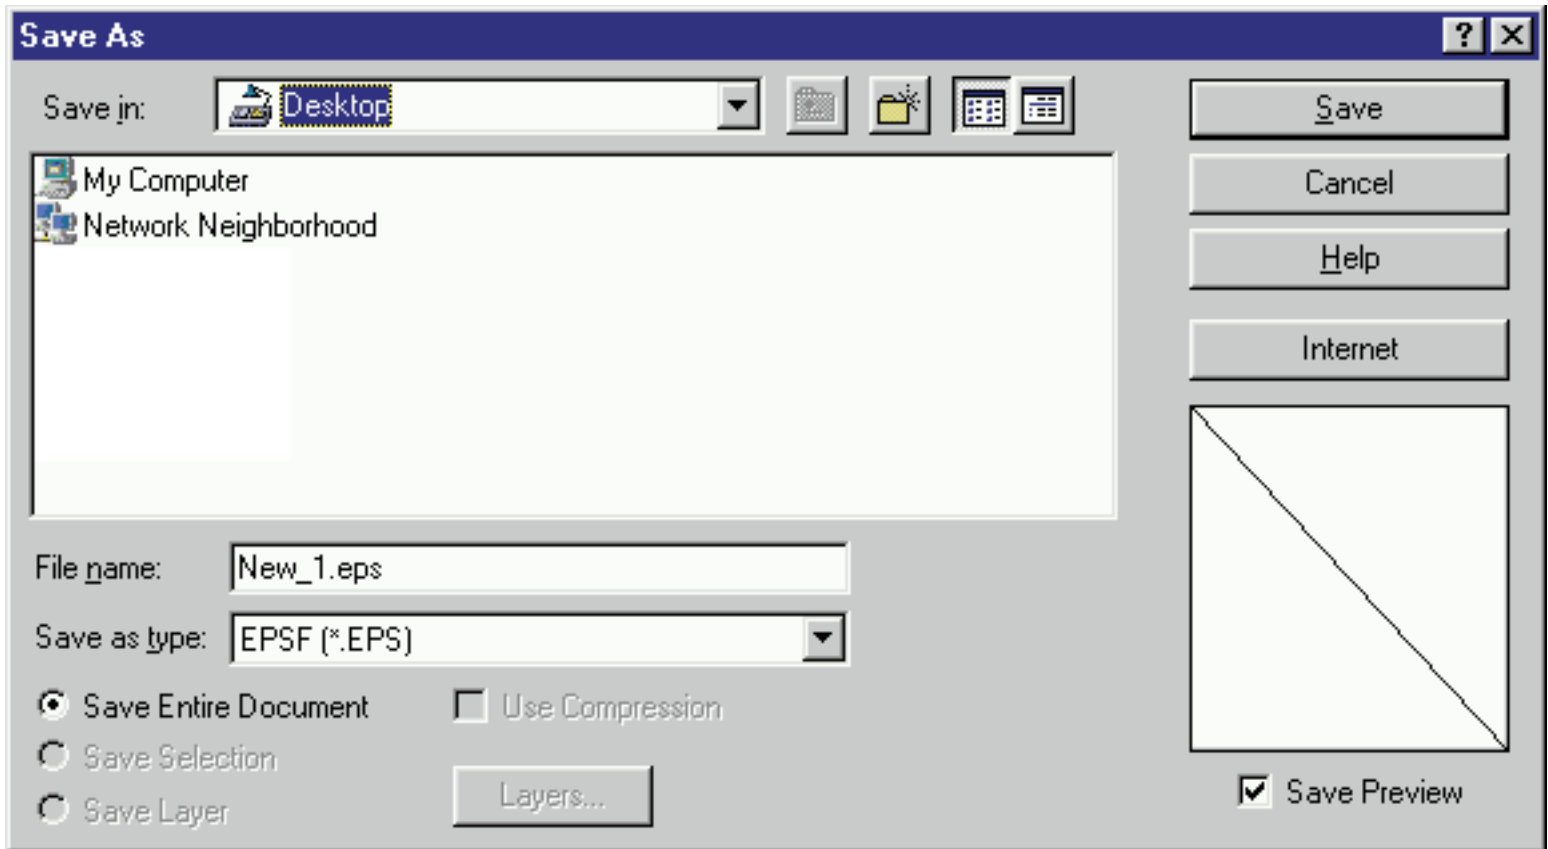 Save As
Save in: Desktop
Save
My Computer
Cancel
Network Neighborhood
Help
Internet
File name: New_1.eps
Save as type: EPSF (*.EPS)
Save Entire Document
Use Compression
Save Selection
Layers...
Save Preview
Save Layer